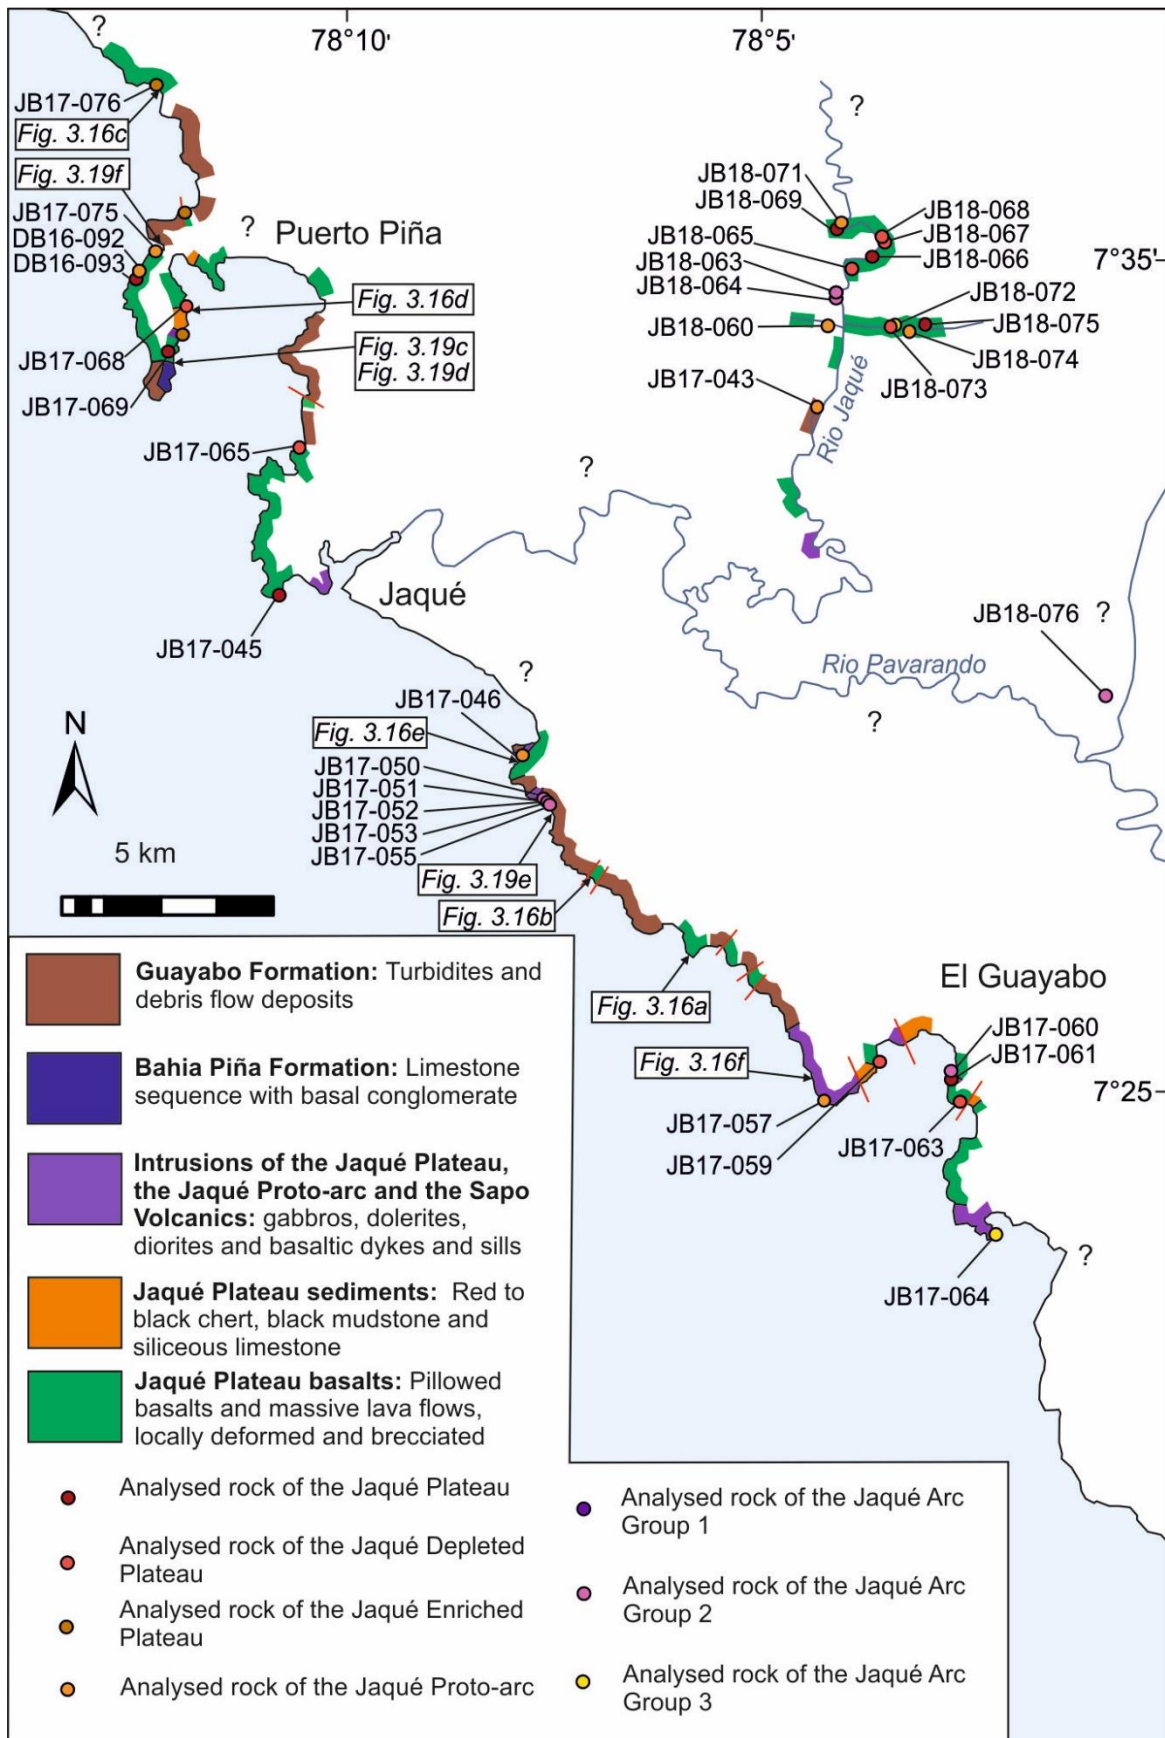 ?
78°10'
78°5'
JB17-076
Fig. 3.16c
Fig. 3.19f
JB17-075
DB16-092
DB16-093
?
Puerto Piña
Fig. 3.16d
Fig. 3.19c
Fig. 3.19d
JB17-068
JB17-069
JB17-065
?
JB18-071
JB18-069
JB18-065
JB18-063
JB18-064
JB18-060
JB17-043
JB18-068
JB18-067
JB18-066
7°35'
JB18-072
JB18-075
JB18-074
JB18-073
Rio Jaqué
?
Jaqué
JB17-045
JB18-076
?
Rio Pavarando
?
?
N
5 km
JB17-046
Fig. 3.16e
JB17-050
JB17-051
JB17-052
JB17-053
JB17-055
Fig. 3.19e
Fig. 3.16b
Fig. 3.16a
El Guayabo
JB17-060
JB17-061
Fig. 3.16f
7°25'
JB17-057
JB17-059
JB17-063
?
JB17-064
Guayabo Formation: Turbidites and
debris flow deposits
Bahia Piña Formation: Limestone
sequence with basal conglomerate
Intrusions of the Jaqué Plateau,
the Jaqué Proto-arc and the Sapo
Volcanics: gabbros, dolerites,
diorites and basaltic dykes and sills
Jaqué Plateau sediments: Red to
black chert, black mudstone and
siliceous limestone
Jaqué Plateau basalts: Pillowed
basalts and massive lava flows,
locally deformed and brecciated
Analysed rock of the Jaqué Plateau
Analysed rock of the Jaqué Depleted
Plateau
Analysed rock of the Jaqué Enriched
Plateau
Analysed rock of the Jaqué Proto-arc
Analysed rock of the Jaqué Arc
Group 1
Analysed rock of the Jaqué Arc
Group 2
Analysed rock of the Jaqué Arc
Group 3